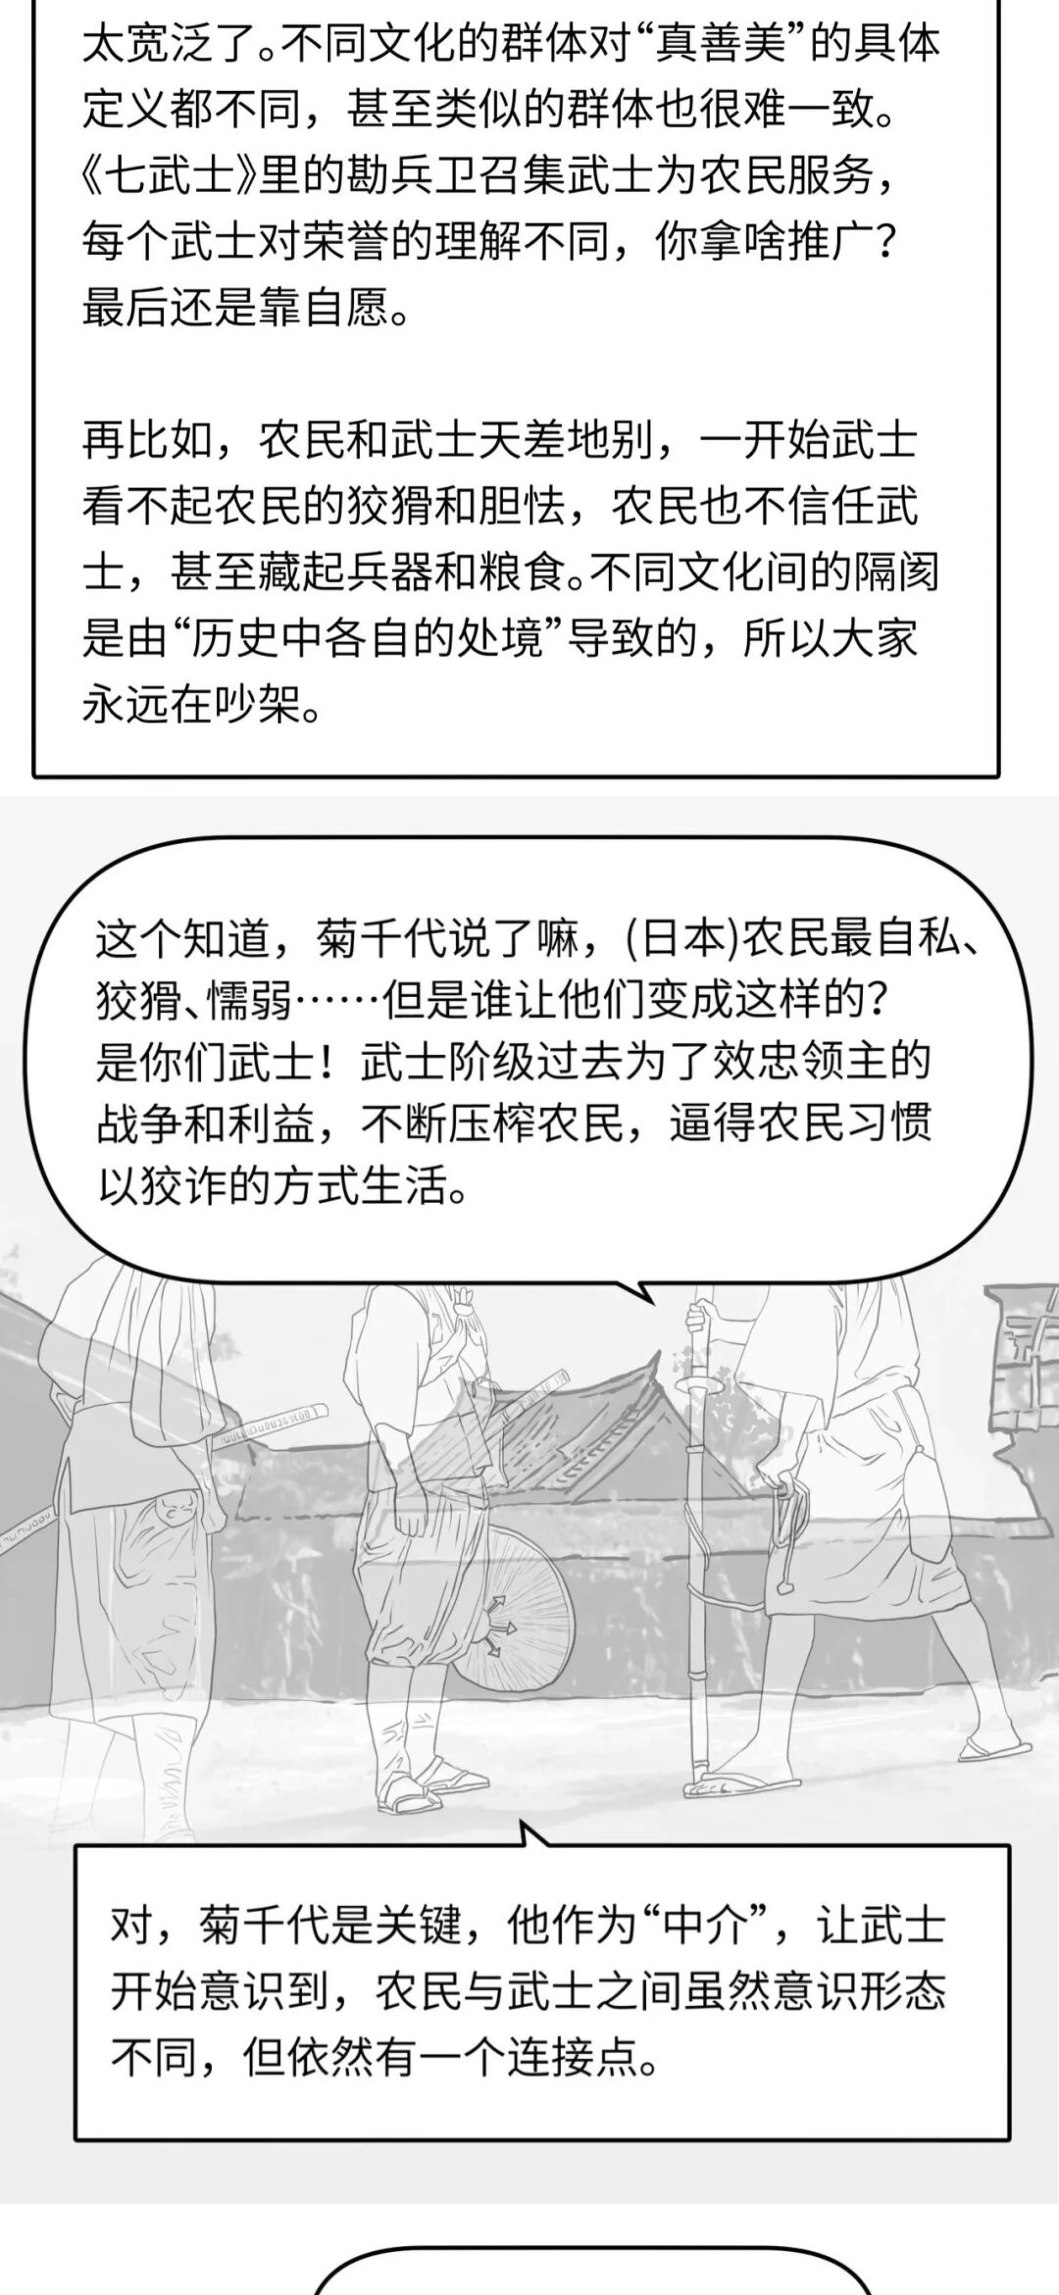 太宽泛了。不同文化的群体对“真善美”的具体
定义都不同，甚至类似的群体也很难一致。
《七武士》里的勘兵卫召集武士为农民服务，
每个武士对荣誉的理解不同，你拿啥推广？
最后还是靠自愿。
再比如，农民和武士天差地别，一开始武士
看不起农民的狡猾和胆怯，农民也不信任武
士，甚至藏起兵器和粮食。不同文化间的隔阂
是由“历史中各自的处境”导致的，所以大家
永远在吵架。
这个知道，菊千代说了嘛，(日本)农民最自私、
狡猾、懦弱……但是谁让他们变成这样的？
是你们武士！武士阶级过去为了效忠领主的
战争和利益，不断压榨农民，逼得农民习惯
以狡诈的方式生活。
对，菊千代是关键，他作为“中介”，让武士
开始意识到，农民与武士之间虽然意识形态
不同，但依然有一个连接点。